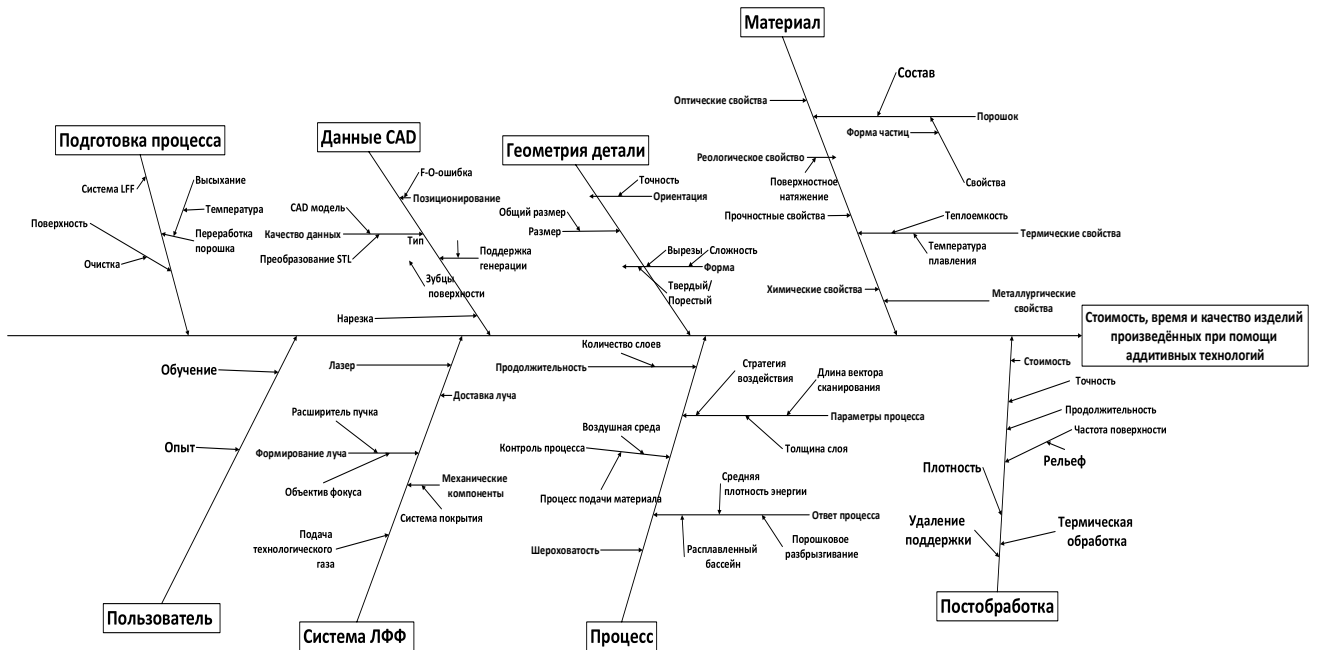 Материал
Состав
Оптические свойства
Порошок
Форма частиц
Реологическое свойство
Поверхностное
натяжение
Свойства
Прочностные свойства
Теплоемкость
Термические свойства
Температура
плавления
Химические свойства
Металлургические
свойства
Подготовка процесса
Система LFF
Высыхание
Температура
Поверхность
Переработка
порошка
Очистка
Данные CAD
F-O-ошибка
Позиционирование
CAD модель
Качество данных
Тип
Преобразование STL
Поддержка
генерации
Зубцы
поверхности
Нарезка
Геометрия детали
Точность
Ориентация
Общий размер
Размер
Вырезы
Сложность
Форма
Твердый/
Порестый
Стоимость, время и качество изделий
произведённых при помощи
аддитивных технологий
Обучение
Опыт
Пользователь
Лазер
Доставка луча
Расширитель пучка
Формирование луча
Объектив фокуса
Механические
компоненты
Система покрытия
Подача
технологического
газа
Система ЛФФ
Количество слоев
Продолжительность
Стратегия
воздействия
Длина вектора
сканирования
Параметры процесса
Толщина слоя
Воздушная среда
Контроль процесса
Процесс подачи материала
Средняя
плотность энергии
Ответ процесса
Расплавленный
бассейн
Порошковое
разбрызгивание
Шероховатость
Процесс
Стоимость
Точность
Продолжительность
Частота поверхности
Рельеф
Плотность
Удаление
поддержки
Термическая
обработка
Постобработка